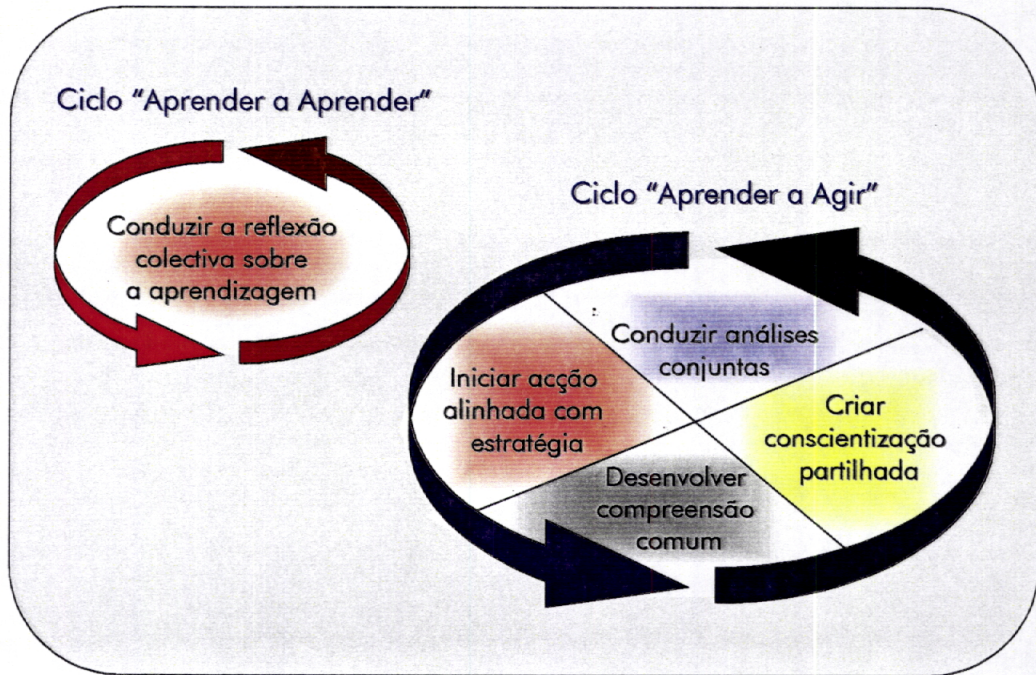 Ciclo "Aprender a Aprender"
Conduzir a reflexão
colectiva sobre
a aprendizagem
Ciclo "Aprender a Agir"
Conduzir análises
conjuntas
Iniciar acção
alinhada com
estratégia
Criar
conscientização
partilhada
Desenvolver
compreensão
comum